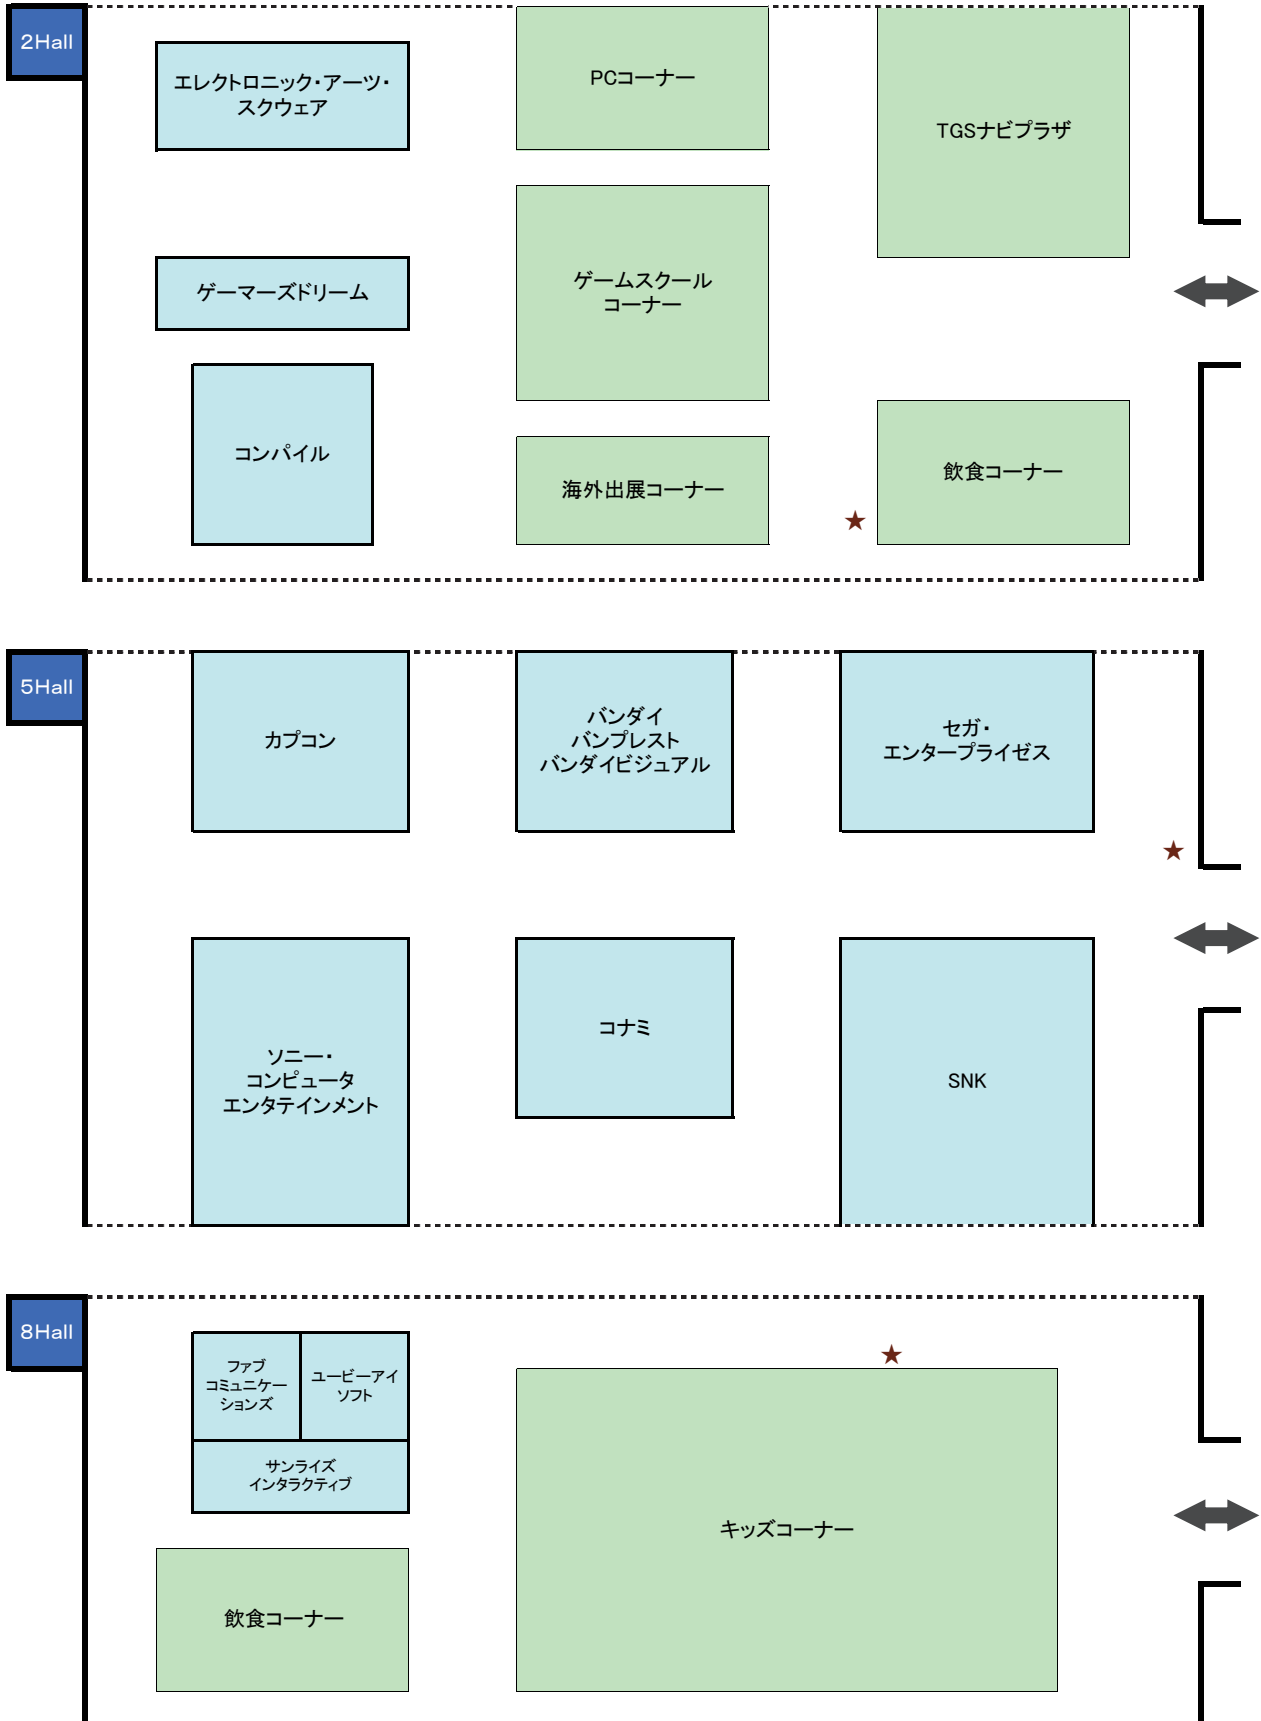 2Hall
エレクトロニック・アーツ・
スクウェア
PCコーナー
TGSナビプラザ
ゲーマーズドリーム
ゲームスクール
コーナー
コンパイル
海外出展コーナー
飲食コーナー
★
5Hall
カプコン
バンダイ
バンプレスト
バンダイビジュアル
セガ・
エンタープライゼス
★
ソニー・
コンピュータ
エンタテインメント
コナミ
SNK
8Hall
ファブ
コミュニケー
ションズ
ユービーアイ
ソフト
サンライズ
インタラクティブ
★
キッズコーナー
飲食コーナー